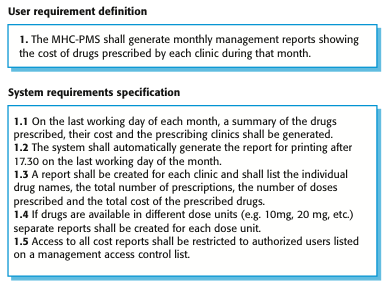 User requirement definition
1. The MHC-PMS shall generate monthly management reports showing
the cost of drugs prescribed by each clinic during that month.
System requirements specification
1.1 On the last working day of each month, a summary of the drugs
prescribed, their cost and the prescribing clinics shall be generated.
1.2 The system shall automatically generate the report for printing after
17.30 on the last working day of the month.
1.3 A report shall be created for each clinic and shall list the individual
drug names, the total number of prescriptions, the number of doses
prescribed and the total cost of the prescribed drugs.
1.4 If drugs are available in different dose units (e.g. 10mg, 20 mg, etc.)
separate reports shall be created for each dose unit.
1.5 Access to all cost reports shall be restricted to authorized users listed
on a management access control list.